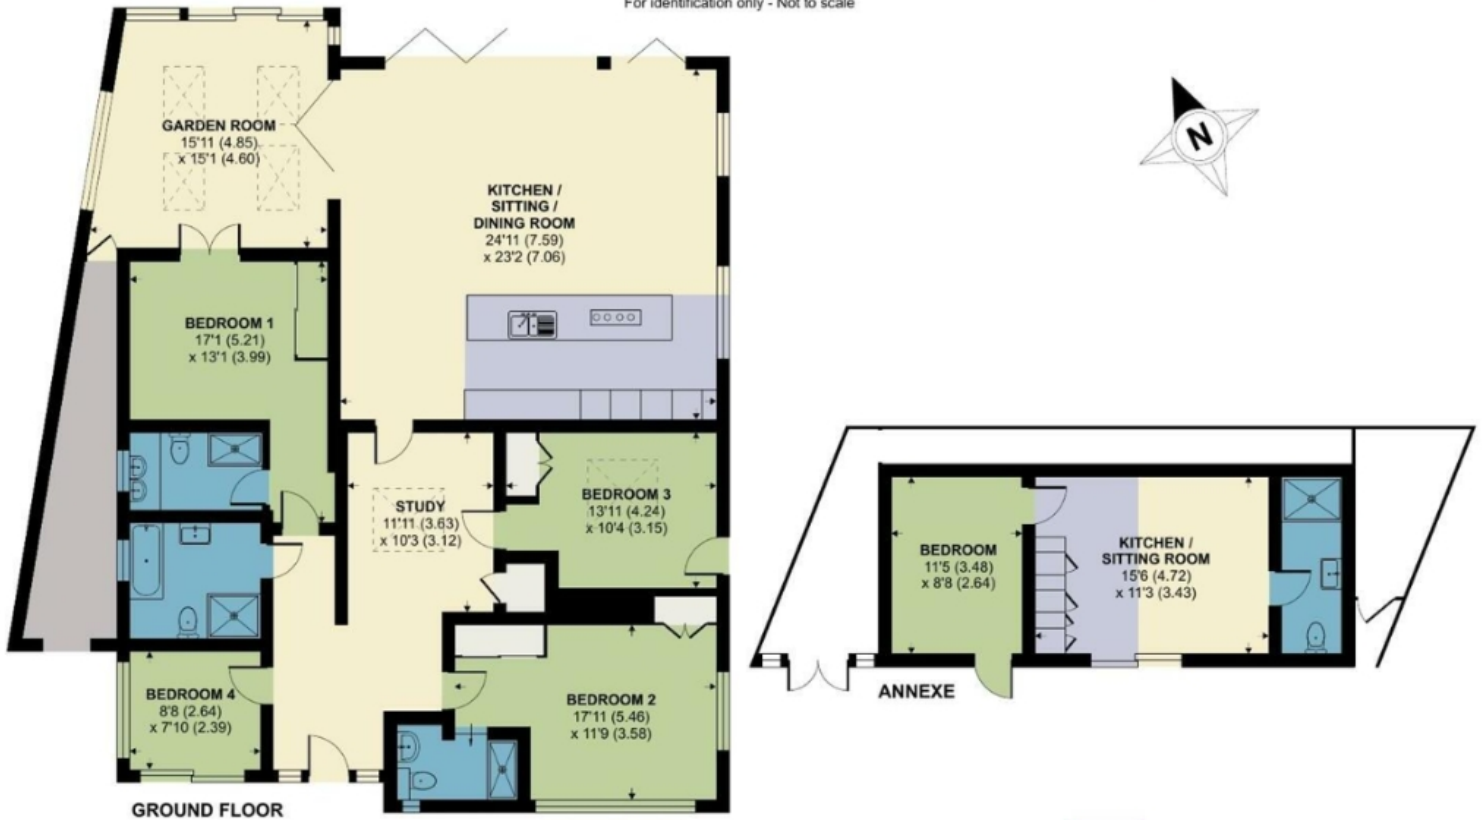 For identification only - Not to scale
GARDEN ROOM
15'11 (4.85)
x 15'1 (4.60)
KITCHEN /
SITTING /
DINING ROOM
24'11 (7.59)
x 23'2 (7.06)
N
BEDROOM 1
17'1 (5.21)
x 13'1 (3.99)
STUDY
11'11 (3.63)
x 10'3 (3.12)
BEDROOM 3
13'11 (4.24)
x 10'4 (3.15)
BEDROOM 4
8'8 (2.64)
x 7'10 (2.39)
BEDROOM 2
17'11 (5.46)
x 11'9 (3.58)
GROUND FLOOR
BEDROOM
11'5 (3.48)
x 8'8 (2.64)
KITCHEN /
SITTING ROOM
15'6 (4.72)
x 11'3 (3.43)
ANNEXE